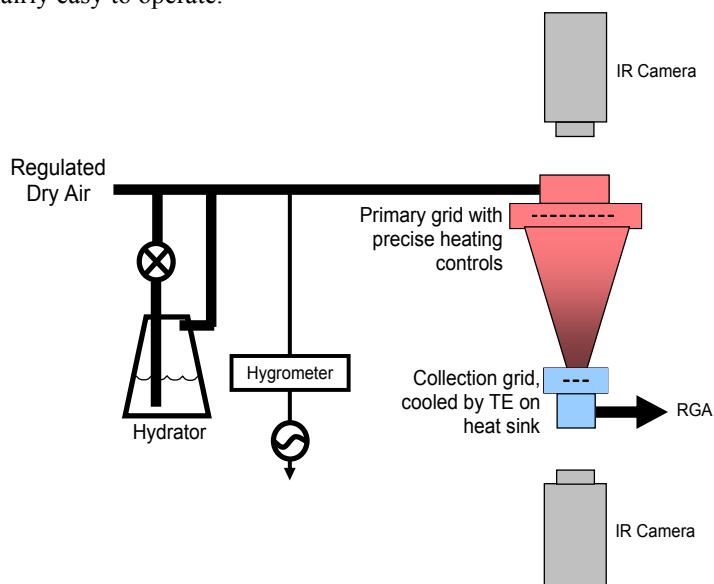 airly easy to operate.
IR Camera
Regulated
Dry Air
Primary grid with
precise heating
controls
Hygrometer
Hydrator
Collection grid,
cooled by TE on
heat sink
RGA
IR Camera